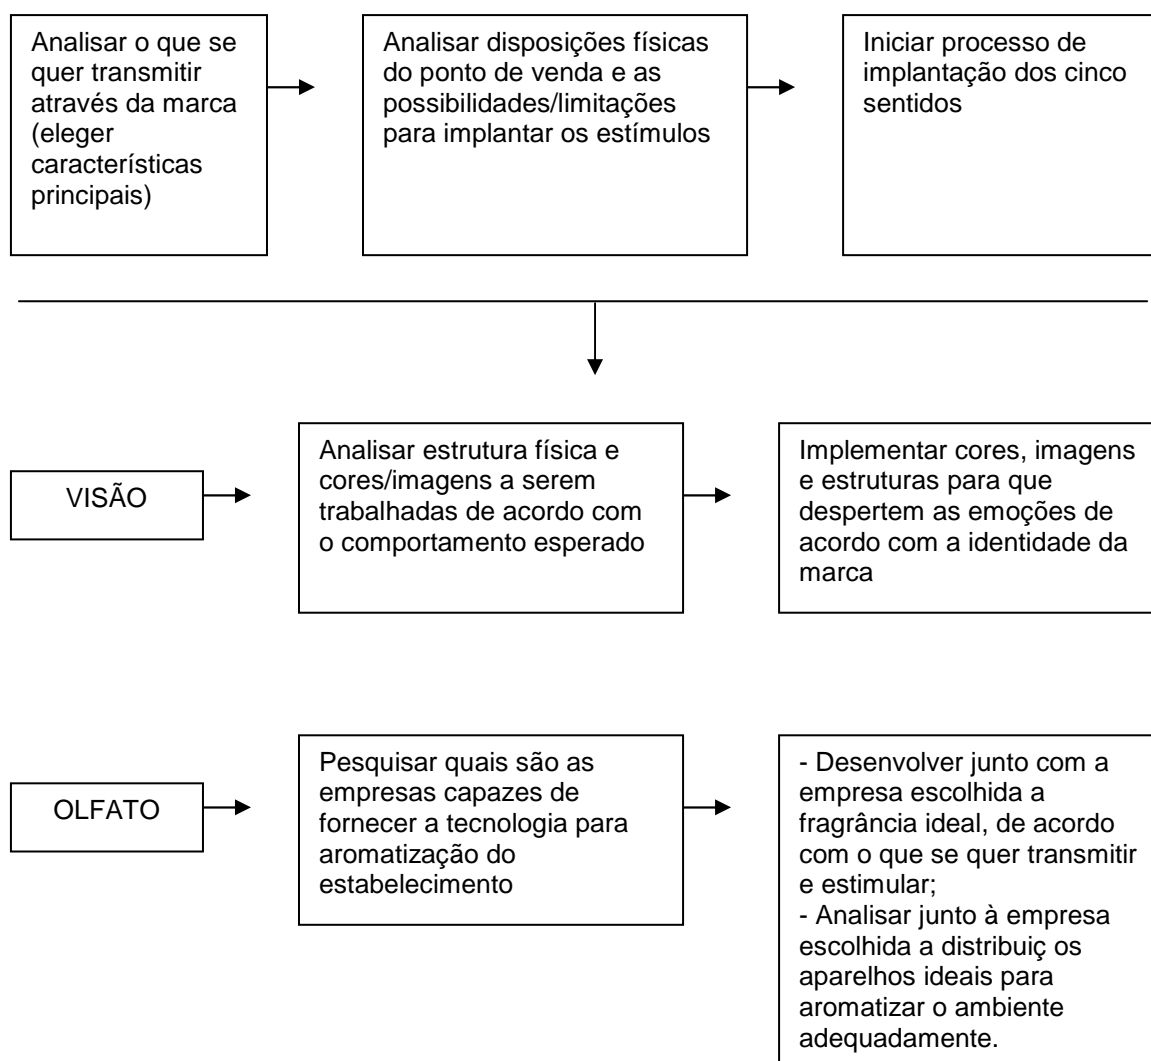 Analisar o que se
quer transmitir
através da marca
(eleger
características
principais)
Analisar disposições físicas
do ponto de venda e as
possibilidades/limitações
para implantar os estímulos
Iniciar processo de
implantação dos cinco
sentidos
VISÃO
Analisar estrutura física e
cores/imagens a serem
trabalhadas de acordo com
o comportamento esperado
Implementar cores, imagens
e estruturas para que
despertem as emoções de
acordo com a identidade da
marca
OLFATO
Pesquisar quais são as
empresas capazes de
fornecer a tecnologia para
aromatização do
estabelecimento
- Desenvolver junto com a
empresa escolhida a
fragrância ideal, de acordo
com o que se quer transmitir
e estimular;
- Analisar junto à empresa
escolhida a distribuiç os
aparelhos ideais para
aromatizar o ambiente
adequadamente.